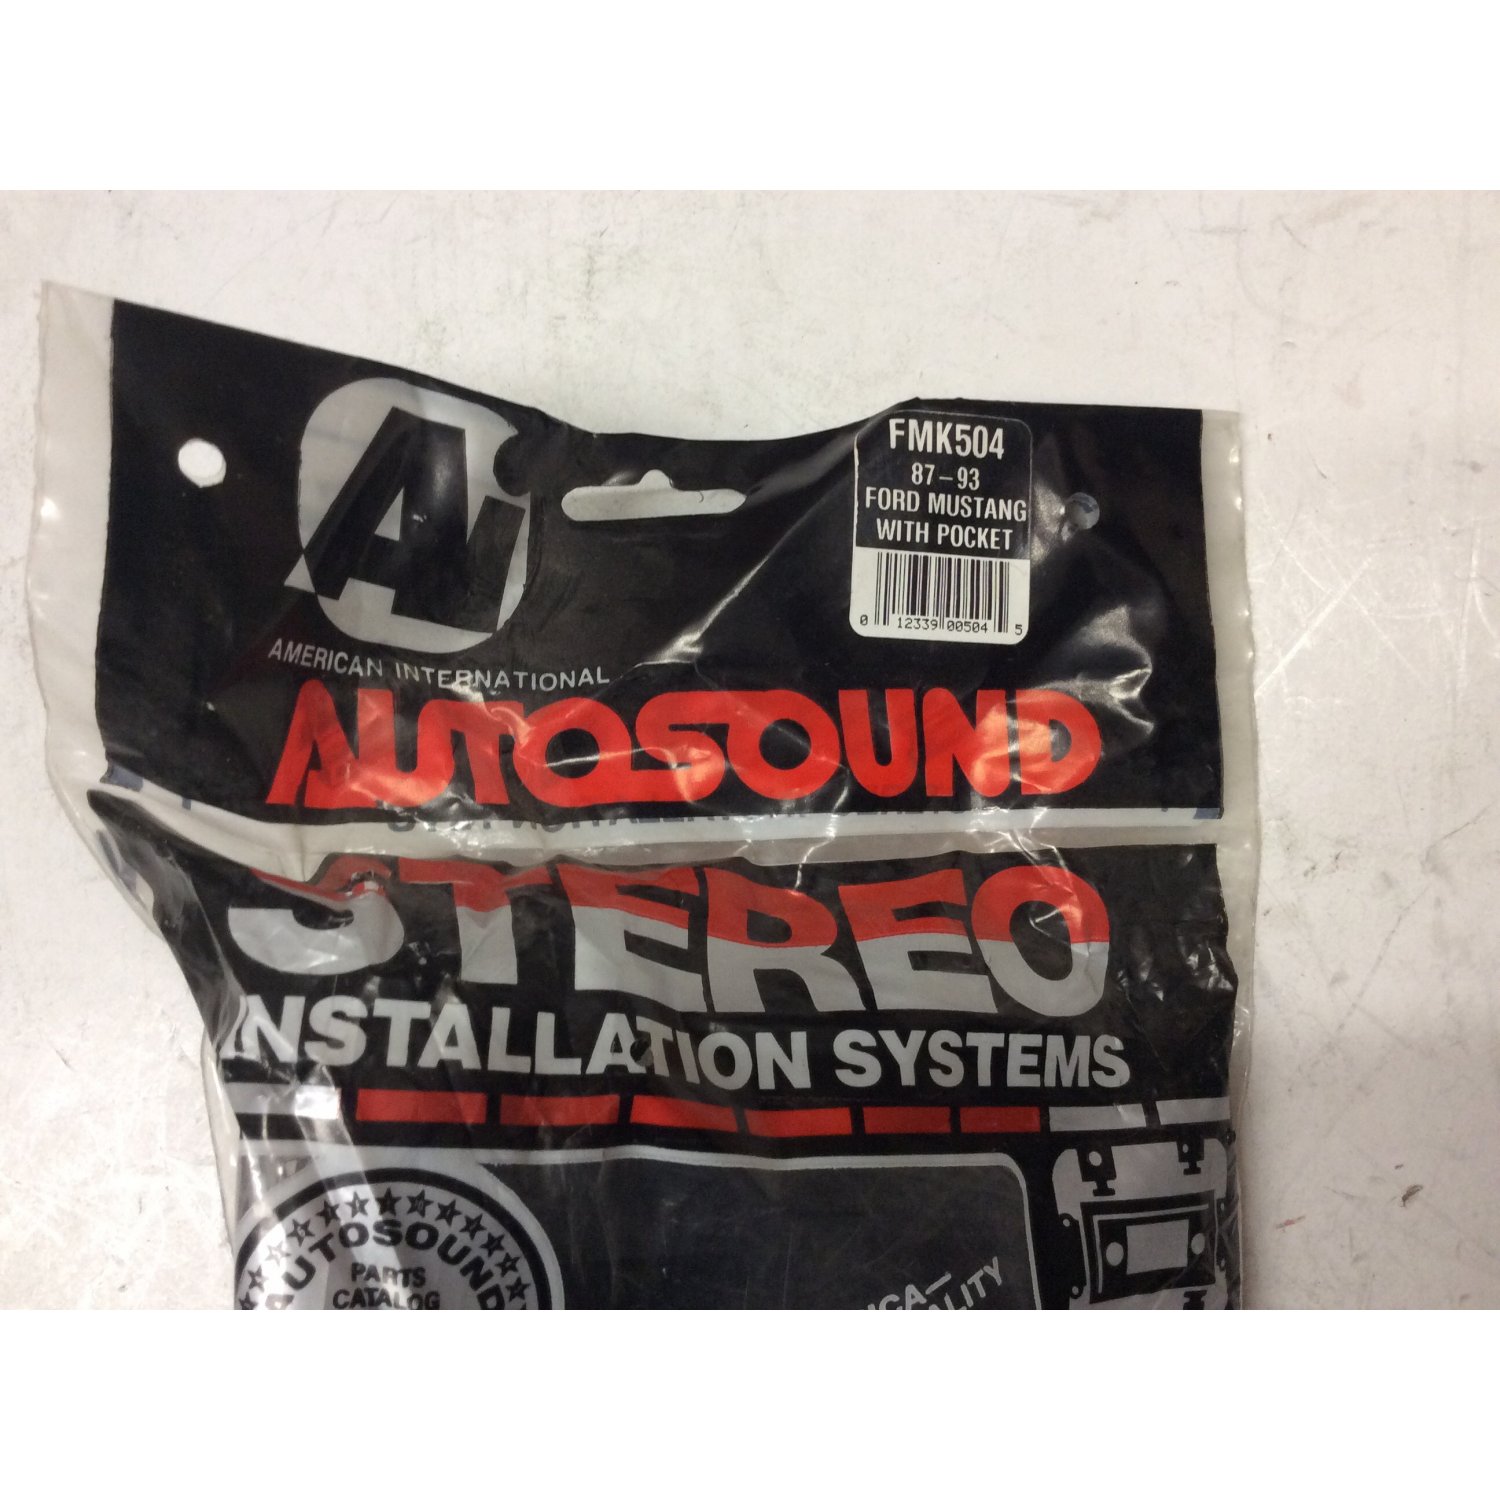 Ai
AMERICAN INTERNATIONAL
AUTOSOUND
FMK504
87-93
FORD MUSTANG
WITH POCKET
0 12339 00504 5
STEREO
INSTALLATION SYSTEMS
AUTOSOUND
PARTS
CATALOG